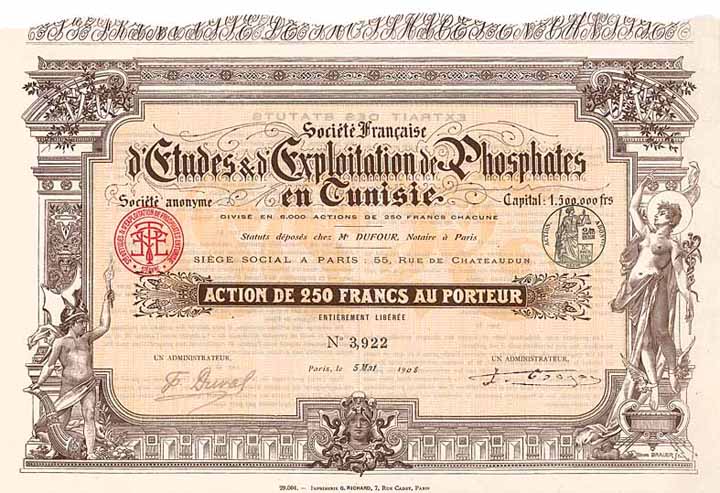 Société Française
d'Etudes & d'Exploitation de Phosphates
en Tunisie.
Société anonyme
Capital: 1.500.000 frs
DIVISÉ EN 6.000 ACTIONS DE 250 FRANCS CHACUNE
Statuts déposés chez Me DUFOUR, Notaire à Paris
SIÈGE SOCIAL A PARIS : 55, RUE DE CHATEAUDUN
ACTION DE 250 FRANCS AU PORTEUR
ENTIÈREMENT LIBÉRÉE
No 3,922
UN ADMINISTRATEUR,
UN ADMINISTRATEUR,
Paris, le 5 Mai 1908
F. Duval
29.004. — IMPRIMERIE G. RICHARD, 7, RUE CADET, PARIS